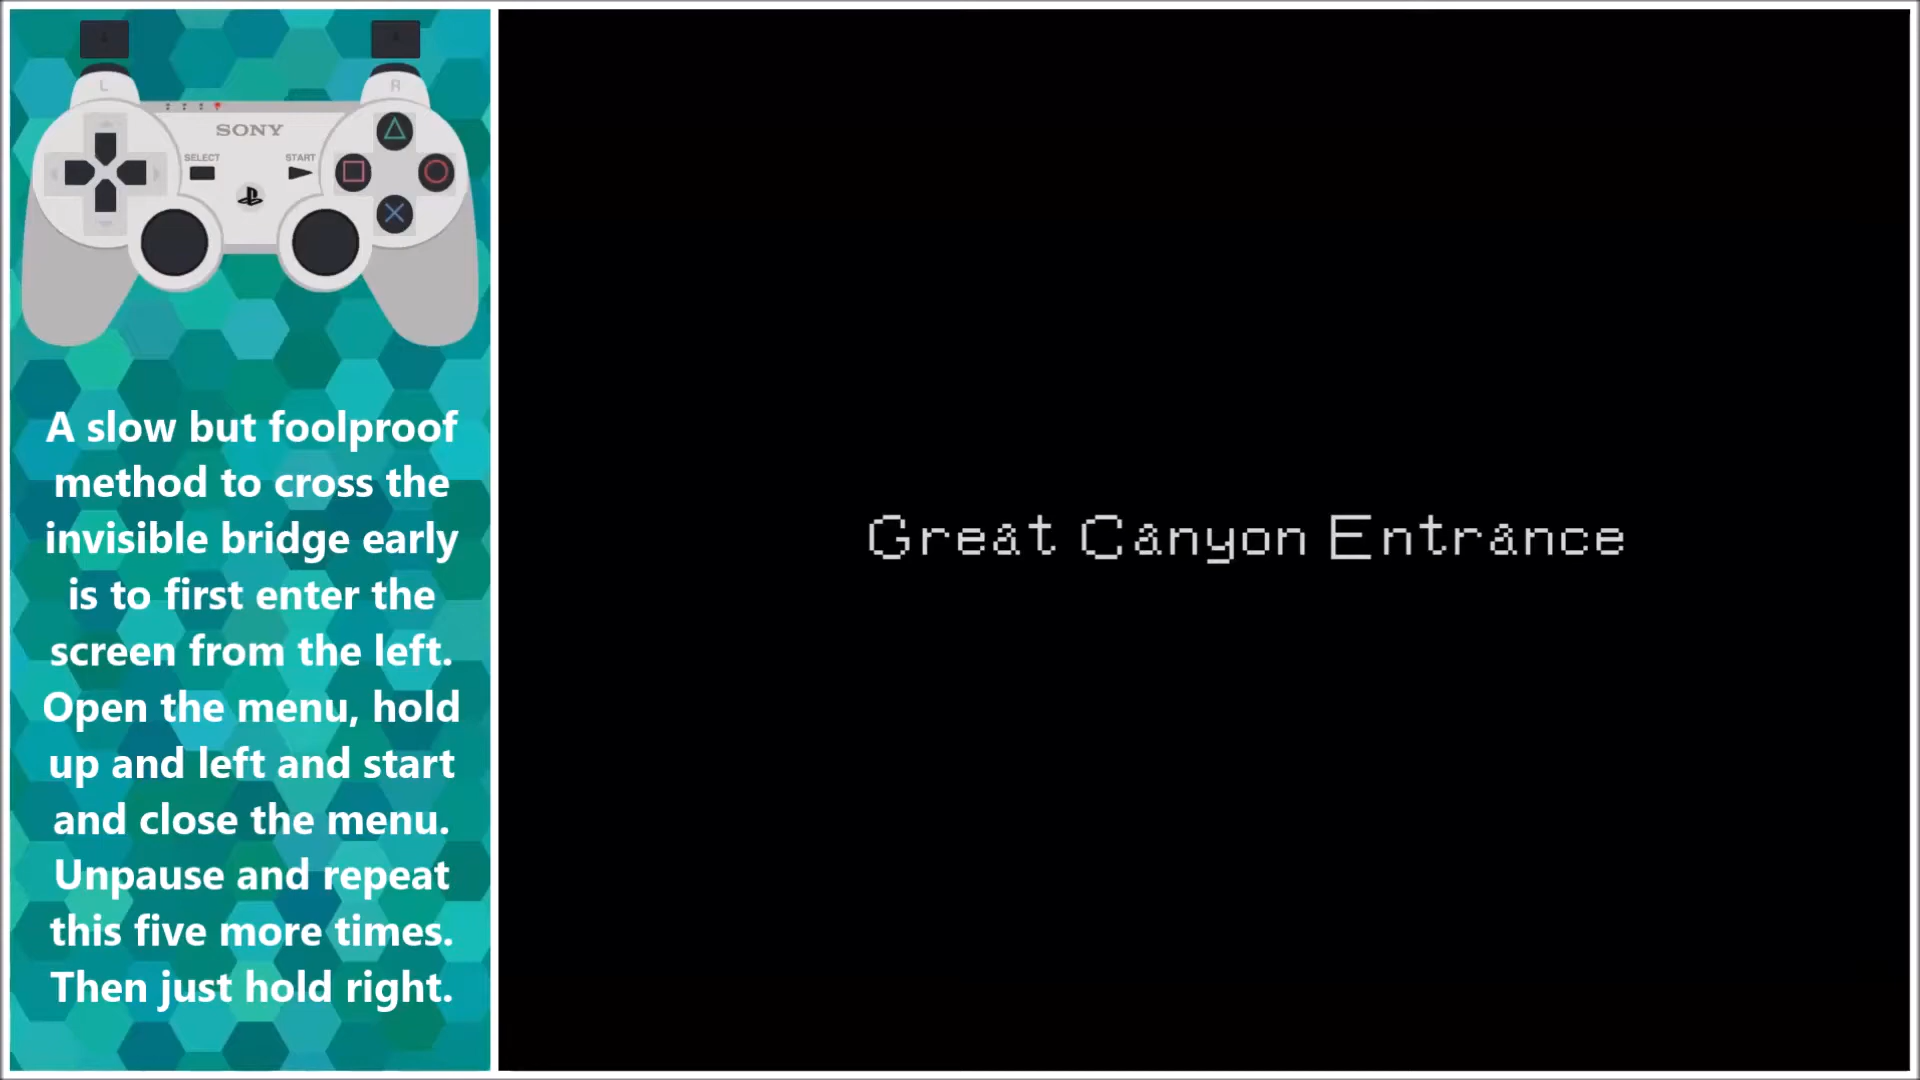 L
R
SONY
SELECT
START
A slow but foolproof
method to cross the
invisible bridge early
is to first enter the
screen from the left.
Open the menu, hold
up and left and start
and close the menu.
Unpause and repeat
this five more times.
Then just hold right.
Great Canyon Entrance